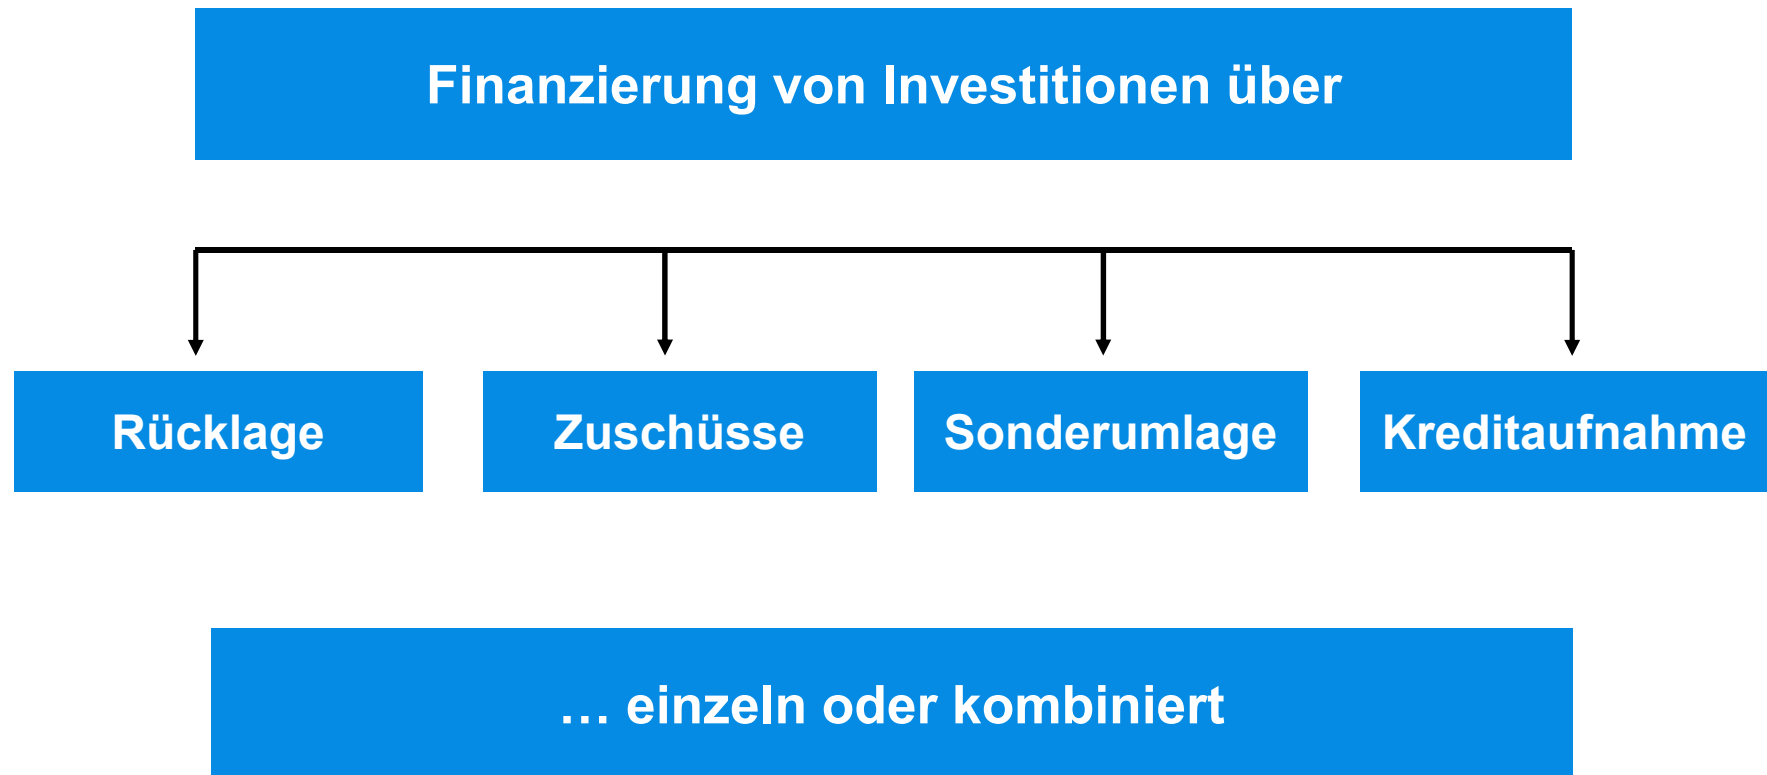 Finanzierung von Investitionen über
Rücklage
Zuschüsse
Sonderumlage
Kreditaufnahme
… einzeln oder kombiniert